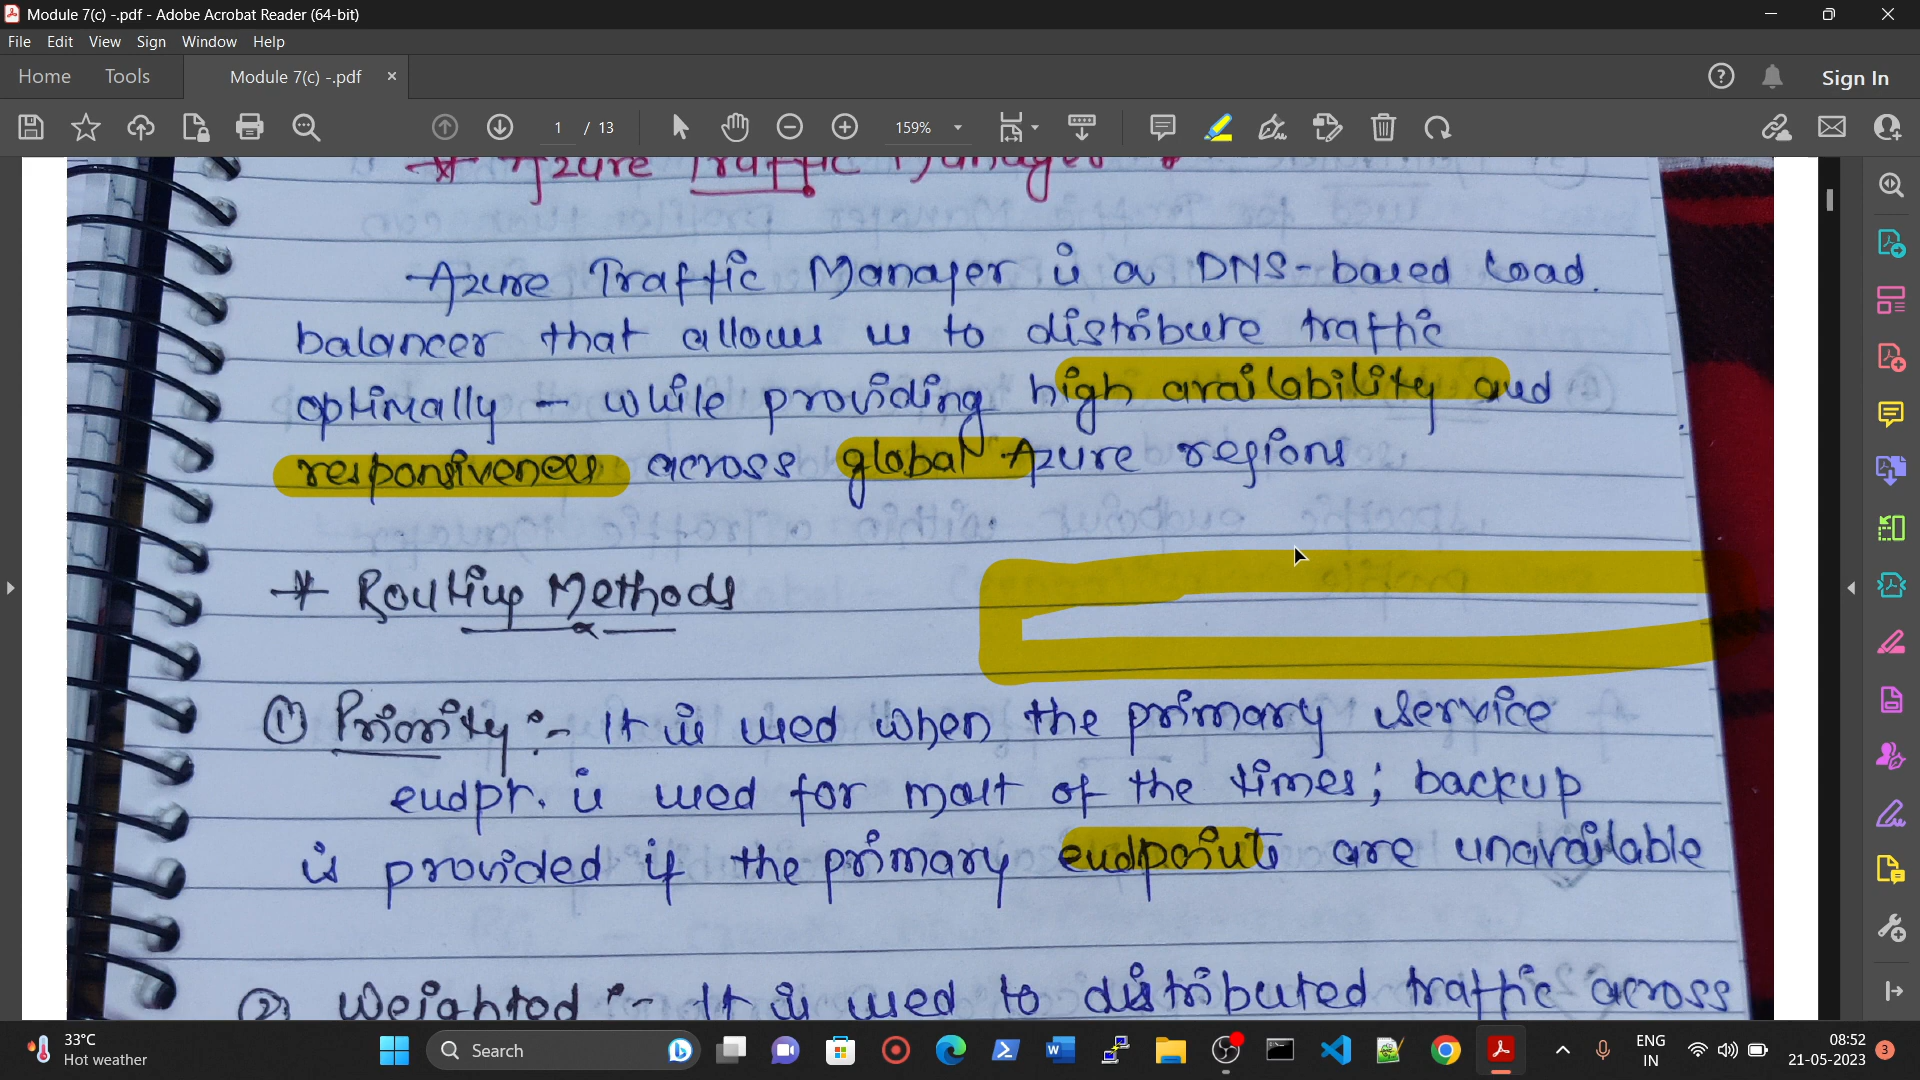 Module 7(c) -.pdf - Adobe Acrobat Reader (64-bit)
File Edit View Sign Window Help
Home Tools Module 7(c) -.pdf × Sign In
1 / 13 159%
* Azure Traffic Manager
Azure Traffic Manager is a DNS-based load
balancer that allows us to distribute traffic
optimally - while providing high availability and
responsiveness across global Azure regions
* Routing Methods
① Priority :- It is used when the primary service
endpt. is used for most of the times; backup
is provided if the primary endpoints are unavailable
② Weighted :- It is used to distributed traffic across
33°C
Hot weather
Search
ENG
IN
08:52
21-05-2023
3